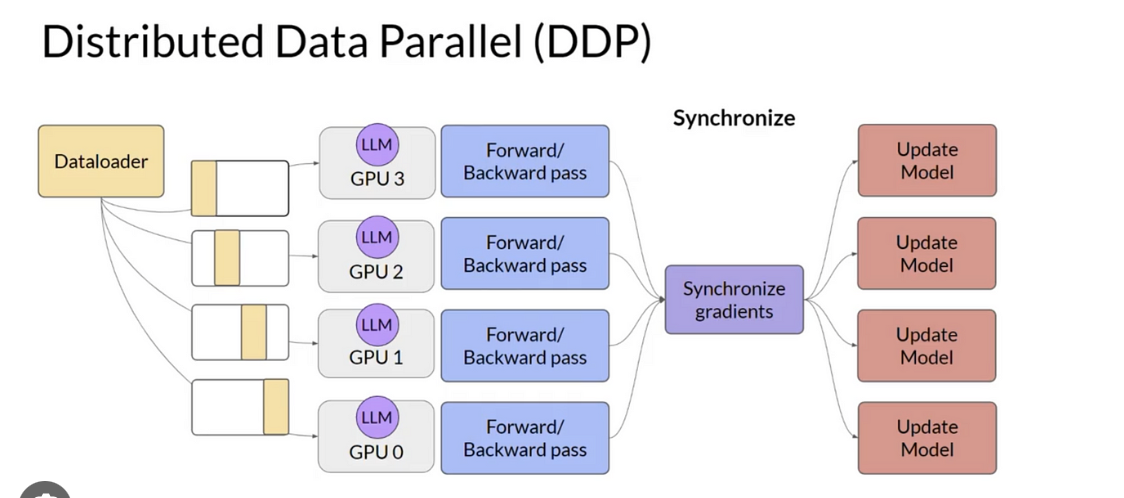 Distributed Data Parallel (DDP)
Synchronize
Dataloader
LLM
GPU 3
Forward/
Backward pass
Update
Model
LLM
GPU 2
Forward/
Backward pass
Update
Model
Synchronize
gradients
LLM
GPU 1
Forward/
Backward pass
Update
Model
LLM
GPU 0
Forward/
Backward pass
Update
Model